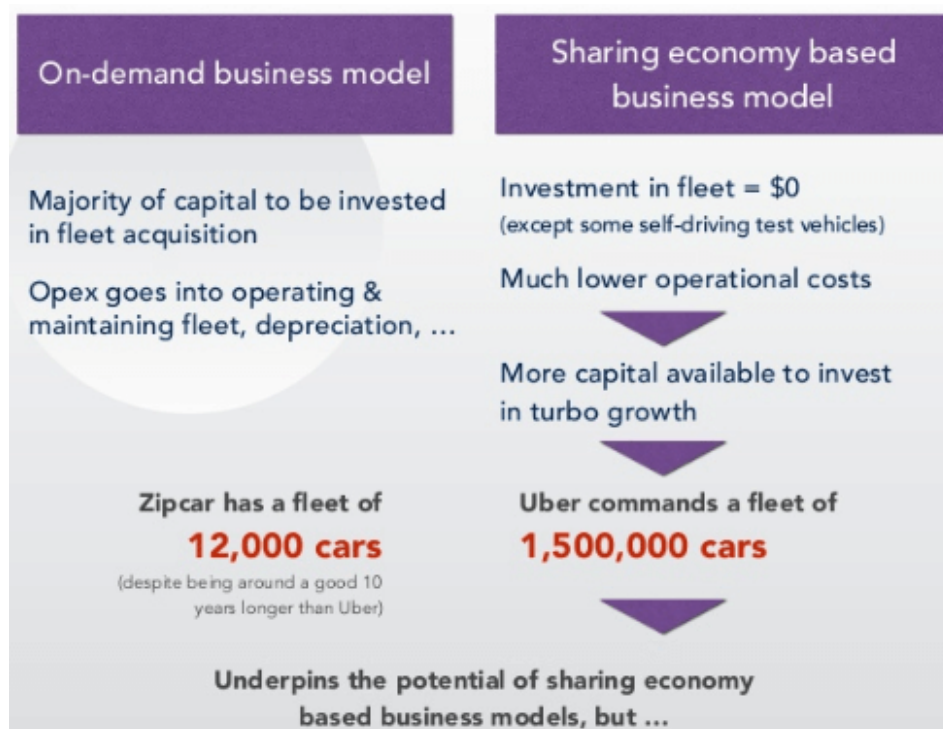 On-demand business model
Majority of capital to be invested
in fleet acquisition
Opex goes into operating &
maintaining fleet, depreciation, ...
Zipcar has a fleet of
12,000 cars
(despite being around a good 10
years longer than Uber)
Sharing economy based
business model
Investment in fleet = $0
(except some self-driving test vehicles)
Much lower operational costs
More capital available to invest
in turbo growth
Uber commands a fleet of
1,500,000 cars
Underpins the potential of sharing economy
based business models, but ...